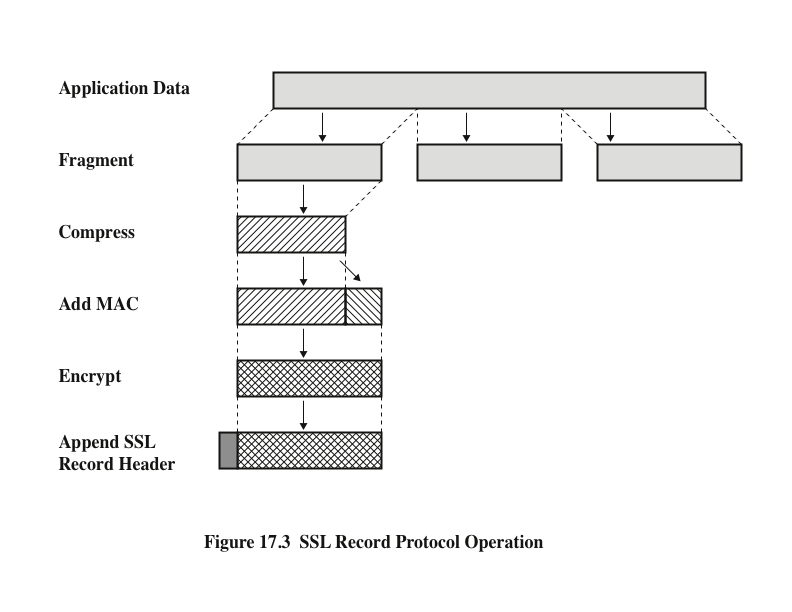 Application Data
Fragment
Compress
Add MAC
Encrypt
Append SSL
Record Header
Figure 17.3 SSL Record Protocol Operation